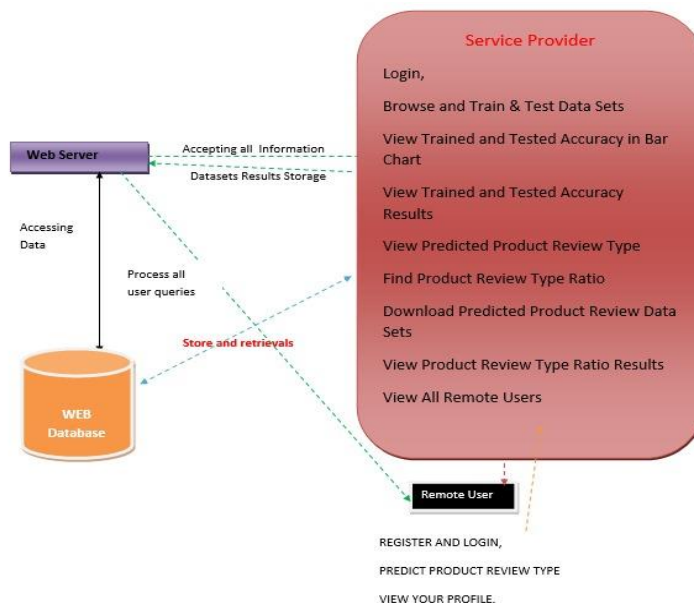 Service Provider
Login,
Browse and Train & Test Data Sets
View Trained and Tested Accuracy in Bar
Chart
View Trained and Tested Accuracy
Results
View Predicted Product Review Type
Find Product Review Type Ratio
Download Predicted Product Review Data
Sets
View Product Review Type Ratio Results
View All Remote Users
Web Server
Accepting all Information
Datasets Results Storage
Accessing
Data
Process all
user queries
Store and retrievals
WEB
Database
Remote User
REGISTER AND LOGIN,
PREDICT PRODUCT REVIEW TYPE
VIEW YOUR PROFILE.